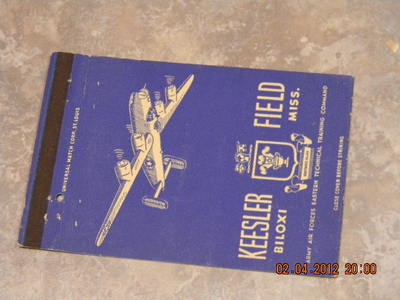 UNIVERSAL MATCH CORP., ST. LOUIS
KEESLER FIELD
BILOXI MISS.
ARMY AIR FORCES EASTERN TECHNICAL TRAINING COMMAND
CLOSE COVER BEFORE STRIKING
02.04.2012 20:00